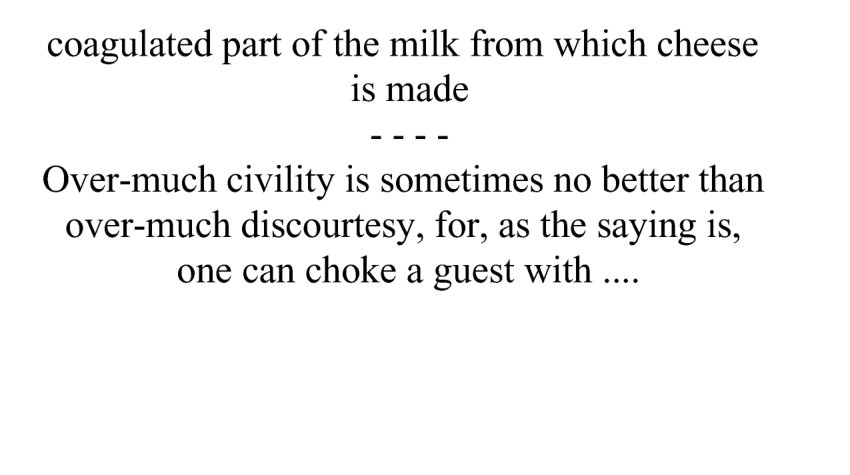 coagulated part of the milk from which cheese
is made
- - - -
Over-much civility is sometimes no better than
over-much discourtesy, for, as the saying is,
one can choke a guest with ....